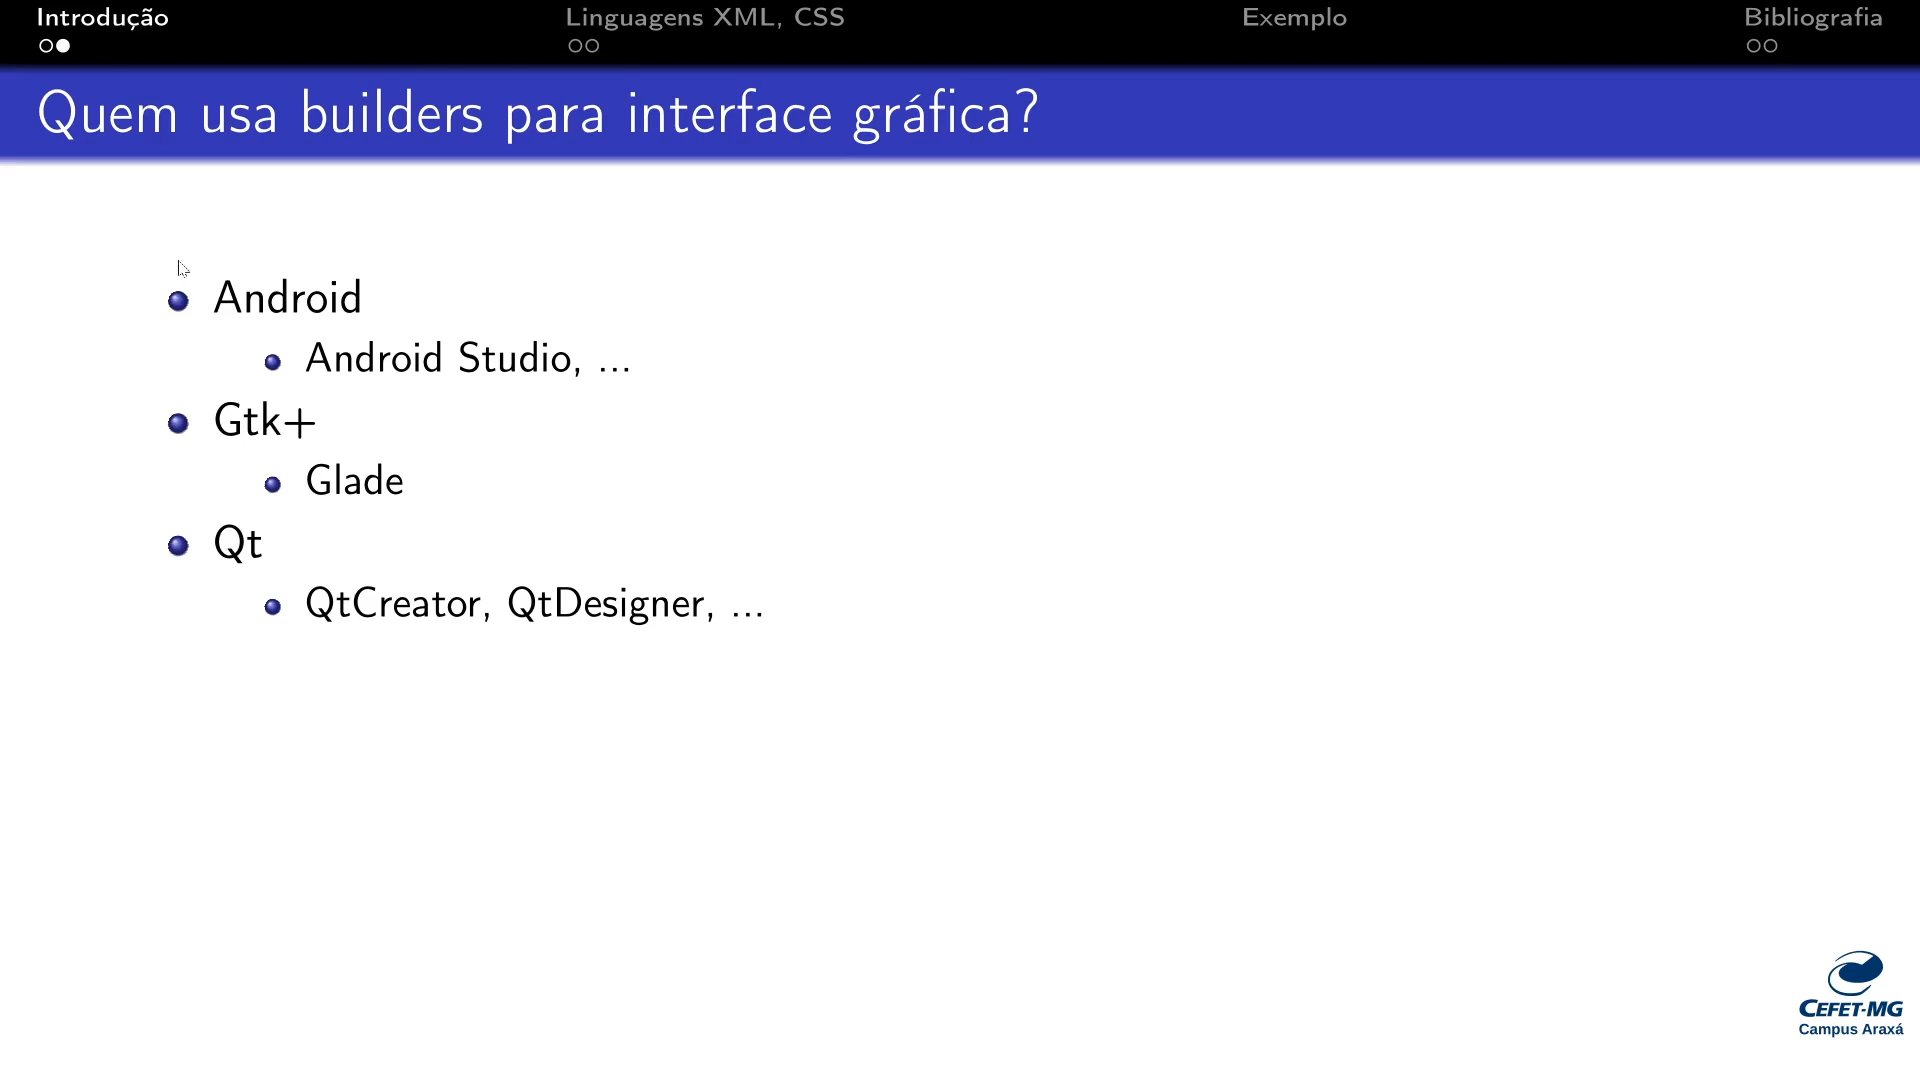 Introdução
Linguagens XML, CSS
Exemplo
Bibliografia
Quem usa builders para interface gráfica?
Android
Android Studio, ...
Gtk+
Glade
Qt
QtCreator, QtDesigner, ...
CEFET-MG
Campus Araxá